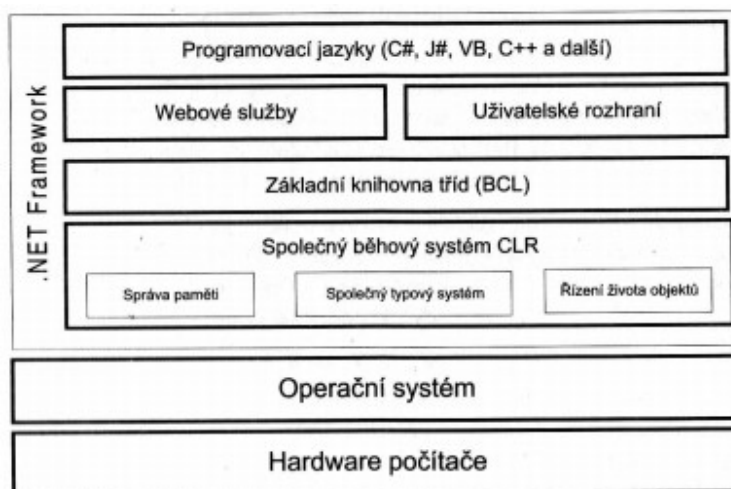 .NET Framework
Programovací jazyky (C#, J#, VB, C++ a další)
Webové služby
Uživatelské rozhraní
Základní knihovna tříd (BCL)
Společný běhový systém CLR
Správa paměti
Společný typový systém
Řízení života objektů
Operační systém
Hardware počítače